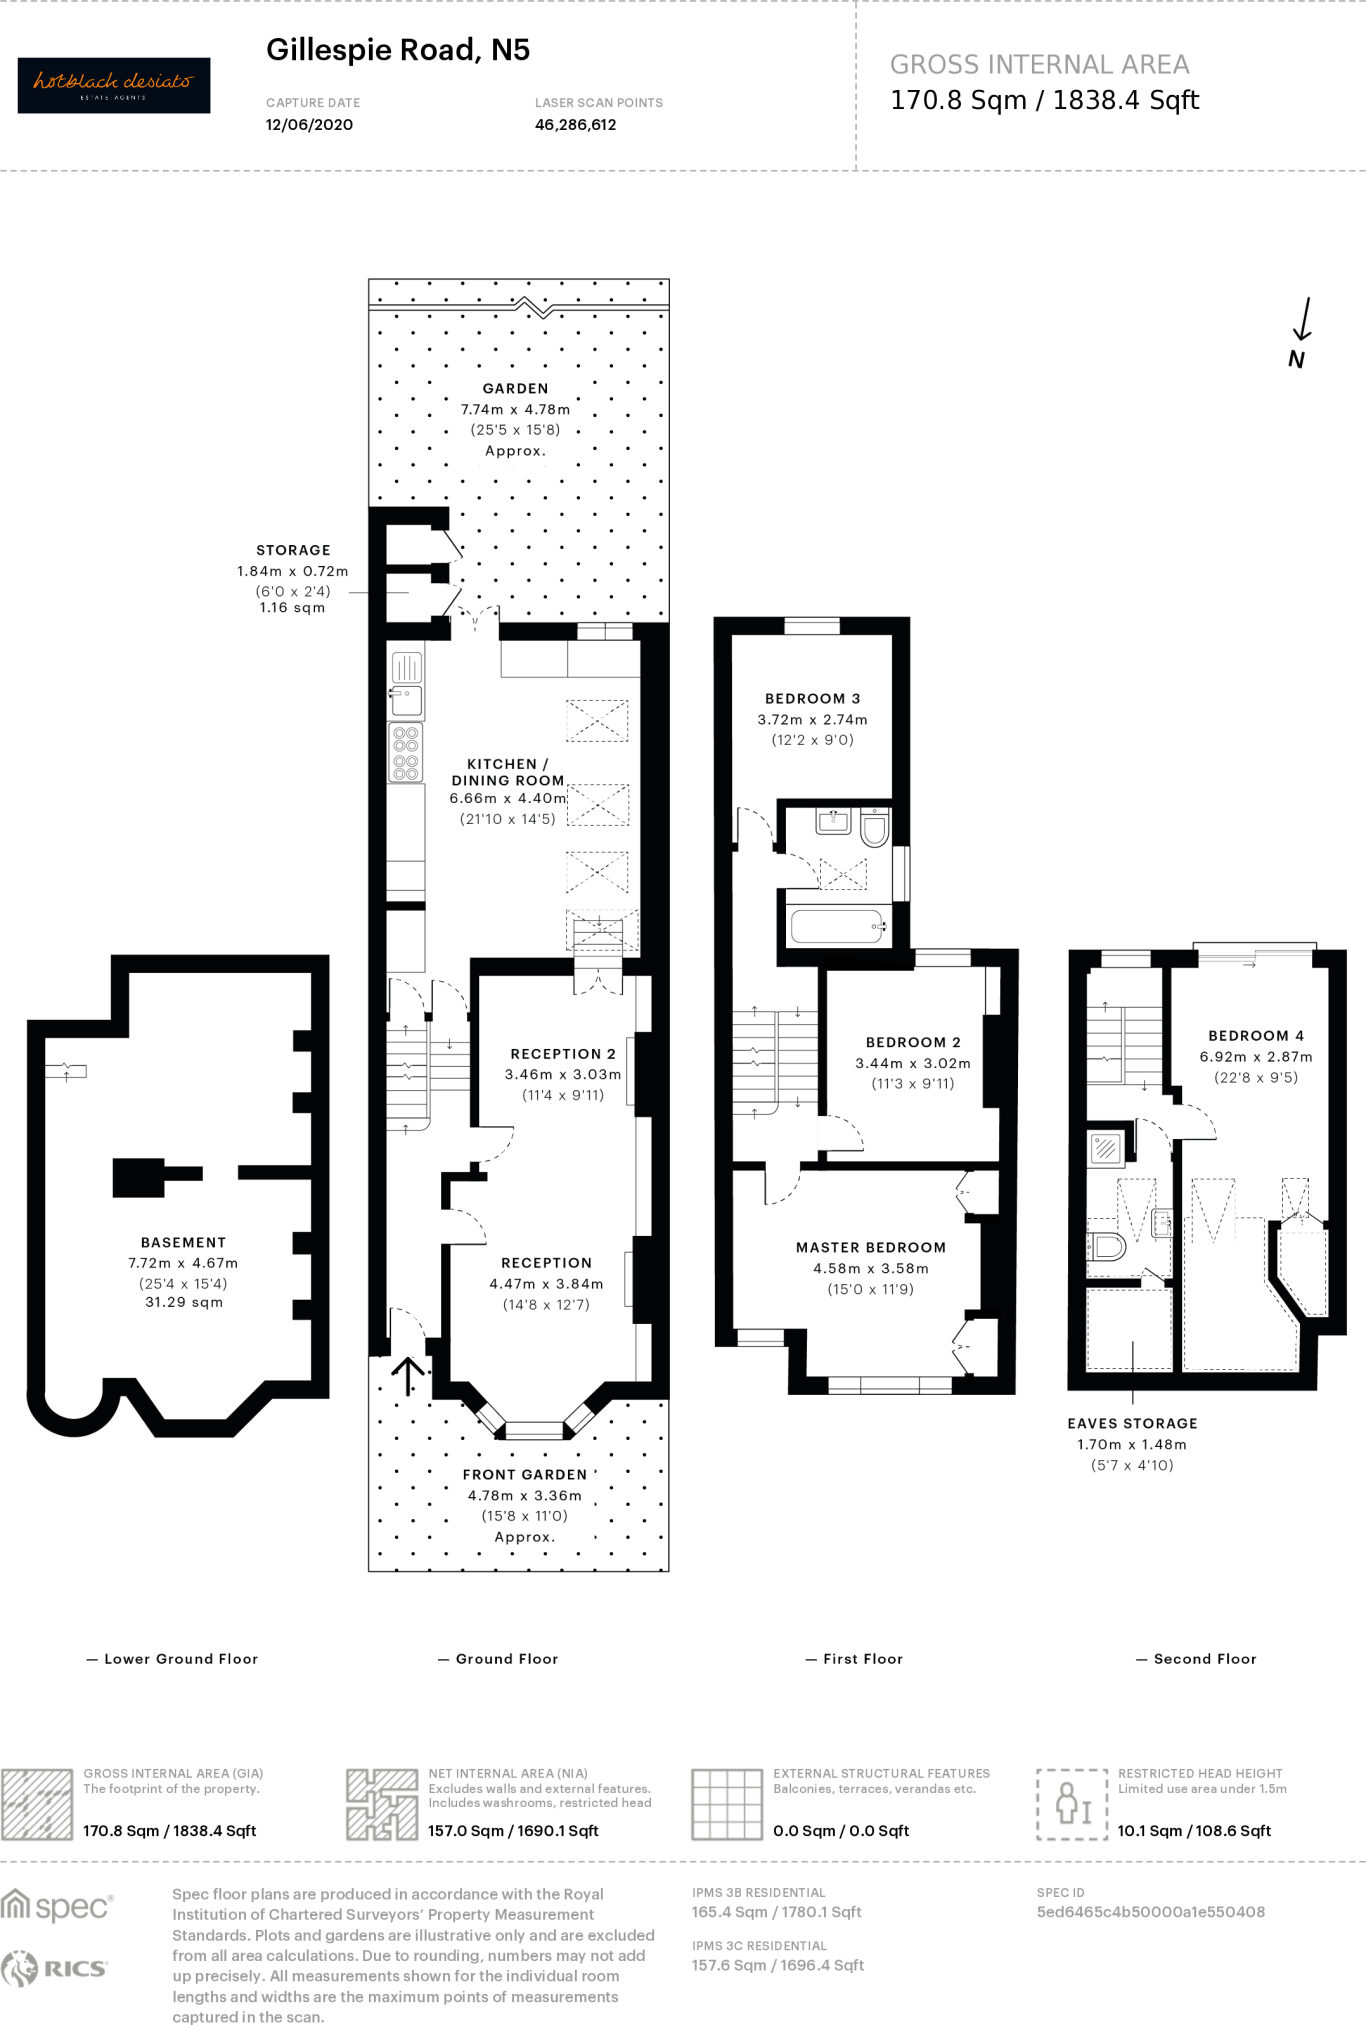 hotblack desiato
ESTATE AGENTS
Gillespie Road, N5
CAPTURE DATE
12/06/2020
LASER SCAN POINTS
46,286,612
GROSS INTERNAL AREA
170.8 Sqm / 1838.4 Sqft
N
GARDEN
7.74m x 4.78m
(25'5 x 15'8)
Approx.
STORAGE
1.84m x 0.72m
(6'0 x 2'4)
1.16 sqm
KITCHEN /
DINING ROOM
6.66m x 4.40m
(21'10 x 14'5)
BEDROOM 3
3.72m x 2.74m
(12'2 x 9'0)
RECEPTION 2
3.46m x 3.03m
(11'4 x 9'11)
BEDROOM 2
3.44m x 3.02m
(11'3 x 9'11)
BEDROOM 4
6.92m x 2.87m
(22'8 x 9'5)
BASEMENT
7.72m x 4.67m
(25'4 x 15'4)
31.29 sqm
RECEPTION
4.47m x 3.84m
(14'8 x 12'7)
MASTER BEDROOM
4.58m x 3.58m
(15'0 x 11'9)
EAVES STORAGE
1.70m x 1.48m
(5'7 x 4'10)
FRONT GARDEN
4.78m x 3.36m
(15'8 x 11'0)
Approx.
— Lower Ground Floor
— Ground Floor
— First Floor
— Second Floor
GROSS INTERNAL AREA (GIA)
The footprint of the property.
170.8 Sqm / 1838.4 Sqft
NET INTERNAL AREA (NIA)
Excludes walls and external features.
Includes washrooms, restricted head
157.0 Sqm / 1690.1 Sqft
EXTERNAL STRUCTURAL FEATURES
Balconies, terraces, verandas etc.
0.0 Sqm / 0.0 Sqft
RESTRICTED HEAD HEIGHT
Limited use area under 1.5m
10.1 Sqm / 108.6 Sqft
spec®
RICS
Spec floor plans are produced in accordance with the Royal
Institution of Chartered Surveyors’ Property Measurement
Standards. Plots and gardens are illustrative only and are excluded
from all area calculations. Due to rounding, numbers may not add
up precisely. All measurements shown for the individual room
lengths and widths are the maximum points of measurements
captured in the scan.
IPMS 3B RESIDENTIAL
165.4 Sqm / 1780.1 Sqft
IPMS 3C RESIDENTIAL
157.6 Sqm / 1696.4 Sqft
SPEC ID
5ed6465c4b50000a1e550408